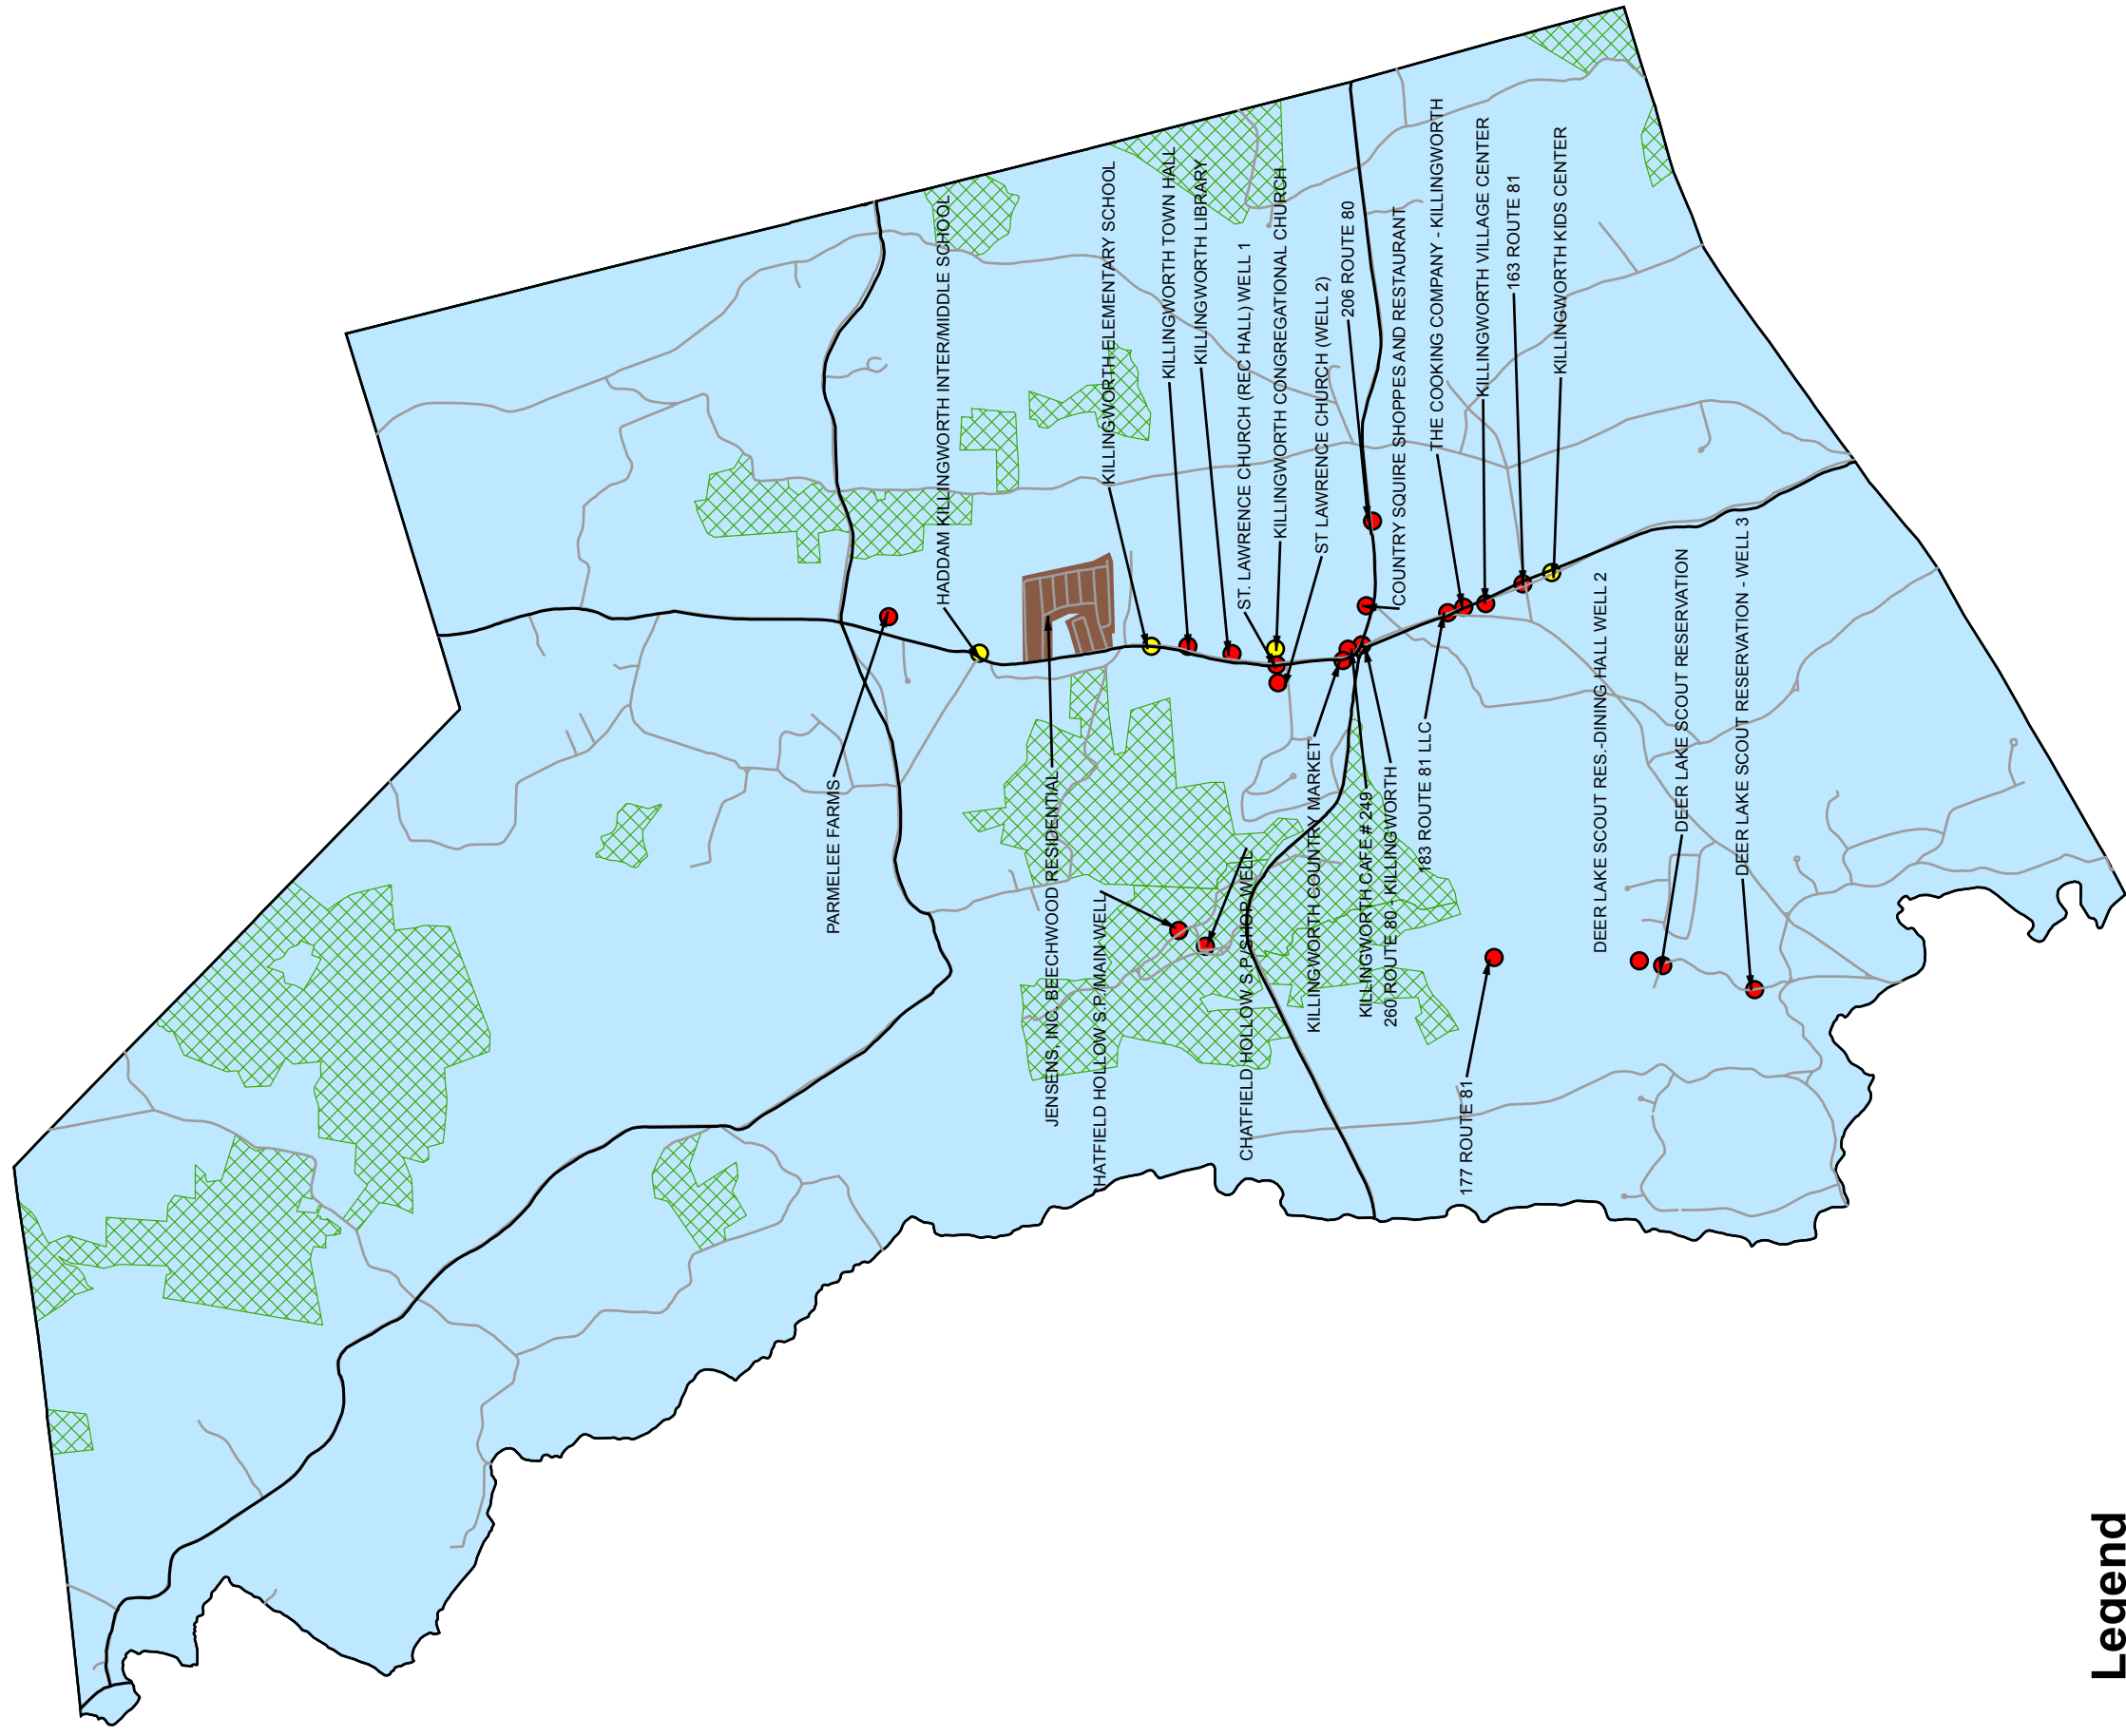 PARMELEE FARMS
HADDAM KILLINGWORTH INTER/MIDDLE SCHOOL
JENSENS, INC. BEECHWOOD RESIDENTIAL
HATFIELD HOLLOW S.P./MAIN WELL
KILLINGWORTH ELEMENTARY SCHOOL
KILLINGWORTH TOWN HALL
KILLINGWORTH LIBRARY
ST. LAWRENCE CHURCH (REC HALL) WELL 1
CHATFIELD HOLLOW S.P./SHOP WELL
KILLINGWORTH CONGREGATIONAL CHURCH
KILLINGWORTH COUNTRY MARKET
ST LAWRENCE CHURCH (WELL 2)
206 ROUTE 80
KILLINGWORTH CAFE # 249
260 ROUTE 80 - KILLINGWORTH
COUNTRY SQUIRE SHOPPES AND RESTAURANT
183 ROUTE 81 LLC
THE COOKING COMPANY - KILLINGWORTH
177 ROUTE 81
KILLINGWORTH VILLAGE CENTER
163 ROUTE 81
KILLINGWORTH KIDS CENTER
DEER LAKE SCOUT RES.-DINING HALL WELL 2
DEER LAKE SCOUT RESERVATION
DEER LAKE SCOUT RESERVATION - WELL 3
Legend